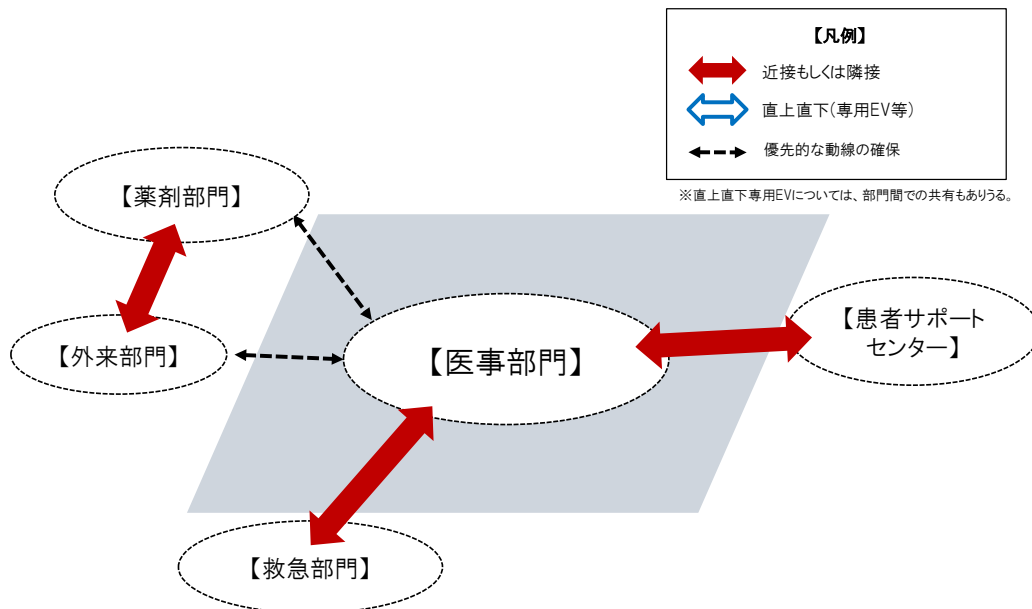 【凡例】
近接もしくは隣接
直上直下(専用EV等)
優先的な動線の確保
※直上直下専用EVについては、部門間での共有もありうる。
【薬剤部門】
【外来部門】
【医事部門】
【患者サポート
センター】
【救急部門】